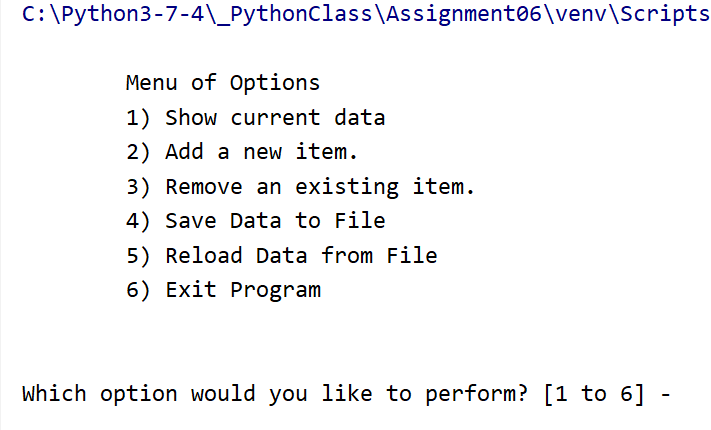 C:\Python3-7-4\_PythonClass\Assignment06\venv\Scripts
Menu of Options
1) Show current data
2) Add a new item.
3) Remove an existing item.
4) Save Data to File
5) Reload Data from File
6) Exit Program
Which option would you like to perform? [1 to 6] -